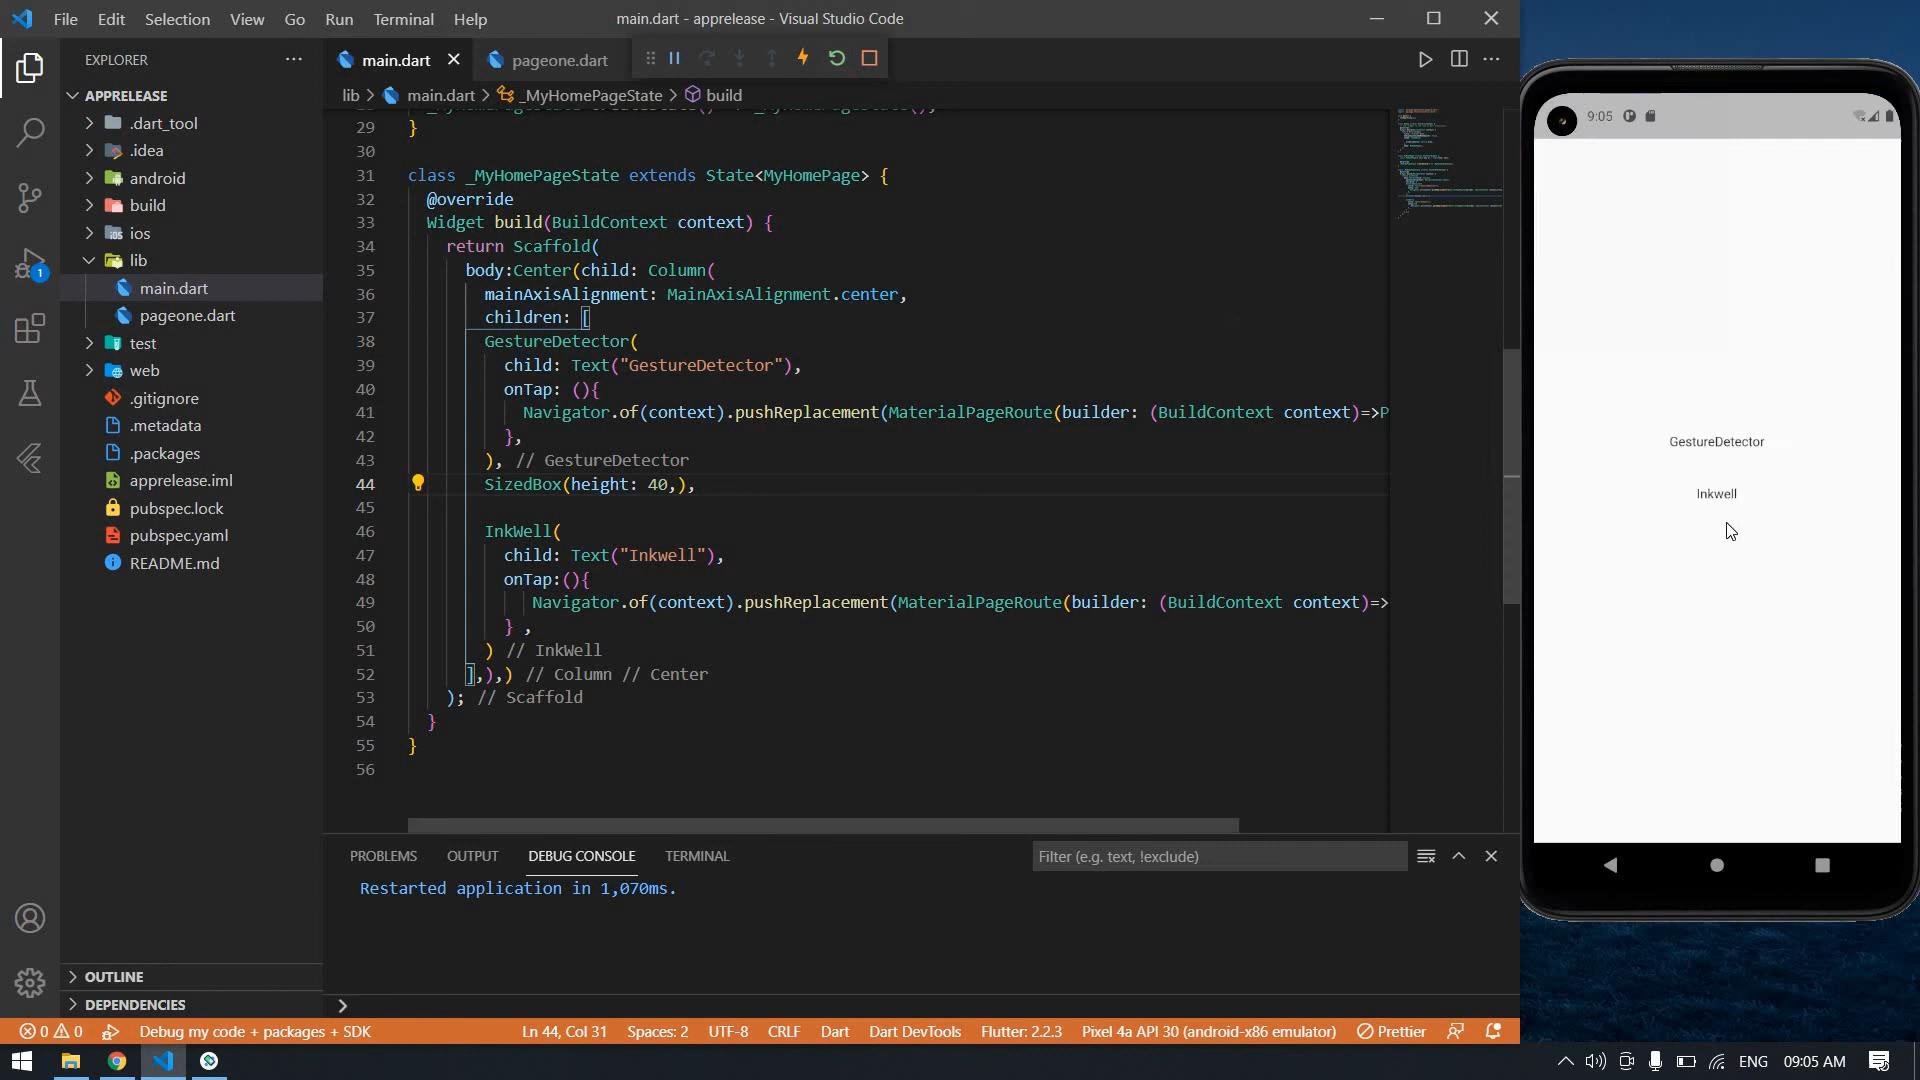 File Edit Selection View Go Run Terminal Help
main.dart - apprelease - Visual Studio Code
EXPLORER
APPRELEASE
.dart_tool
.idea
android
build
ios
lib
main.dart
pageone.dart
test
web
.gitignore
.metadata
.packages
apprelease.iml
pubspec.lock
pubspec.yaml
README.md
OUTLINE
DEPENDENCIES
main.dart
pageone.dart
lib > main.dart > _MyHomePageState > build
29 }
30
31 class _MyHomePageState extends State<MyHomePage> {
32 @override
33 Widget build(BuildContext context) {
34 return Scaffold(
35 body:Center(child: Column(
36 mainAxisAlignment: MainAxisAlignment.center,
37 children: [
38 GestureDetector(
39 child: Text("GestureDetector"),
40 onTap: (){
41 Navigator.of(context).pushReplacement(MaterialPageRoute(builder: (BuildContext context)=>P
42 },
43 ), // GestureDetector
44 SizedBox(height: 40,),
45
46 InkWell(
47 child: Text("Inkwell"),
48 onTap:(){
49 Navigator.of(context).pushReplacement(MaterialPageRoute(builder: (BuildContext context)=>
50 } ,
51 ) // InkWell
52 ],),) // Column // Center
53 ); // Scaffold
54 }
55 }
56
PROBLEMS OUTPUT DEBUG CONSOLE TERMINAL
Filter (e.g. text, !exclude)
Restarted application in 1,070ms.
9:05
GestureDetector
Inkwell
1
0 0 Debug my code + packages + SDK
Ln 44, Col 31 Spaces: 2 UTF-8 CRLF Dart Dart DevTools Flutter: 2.2.3 Pixel 4a API 30 (android-x86 emulator) Prettier
ENG 09:05 AM